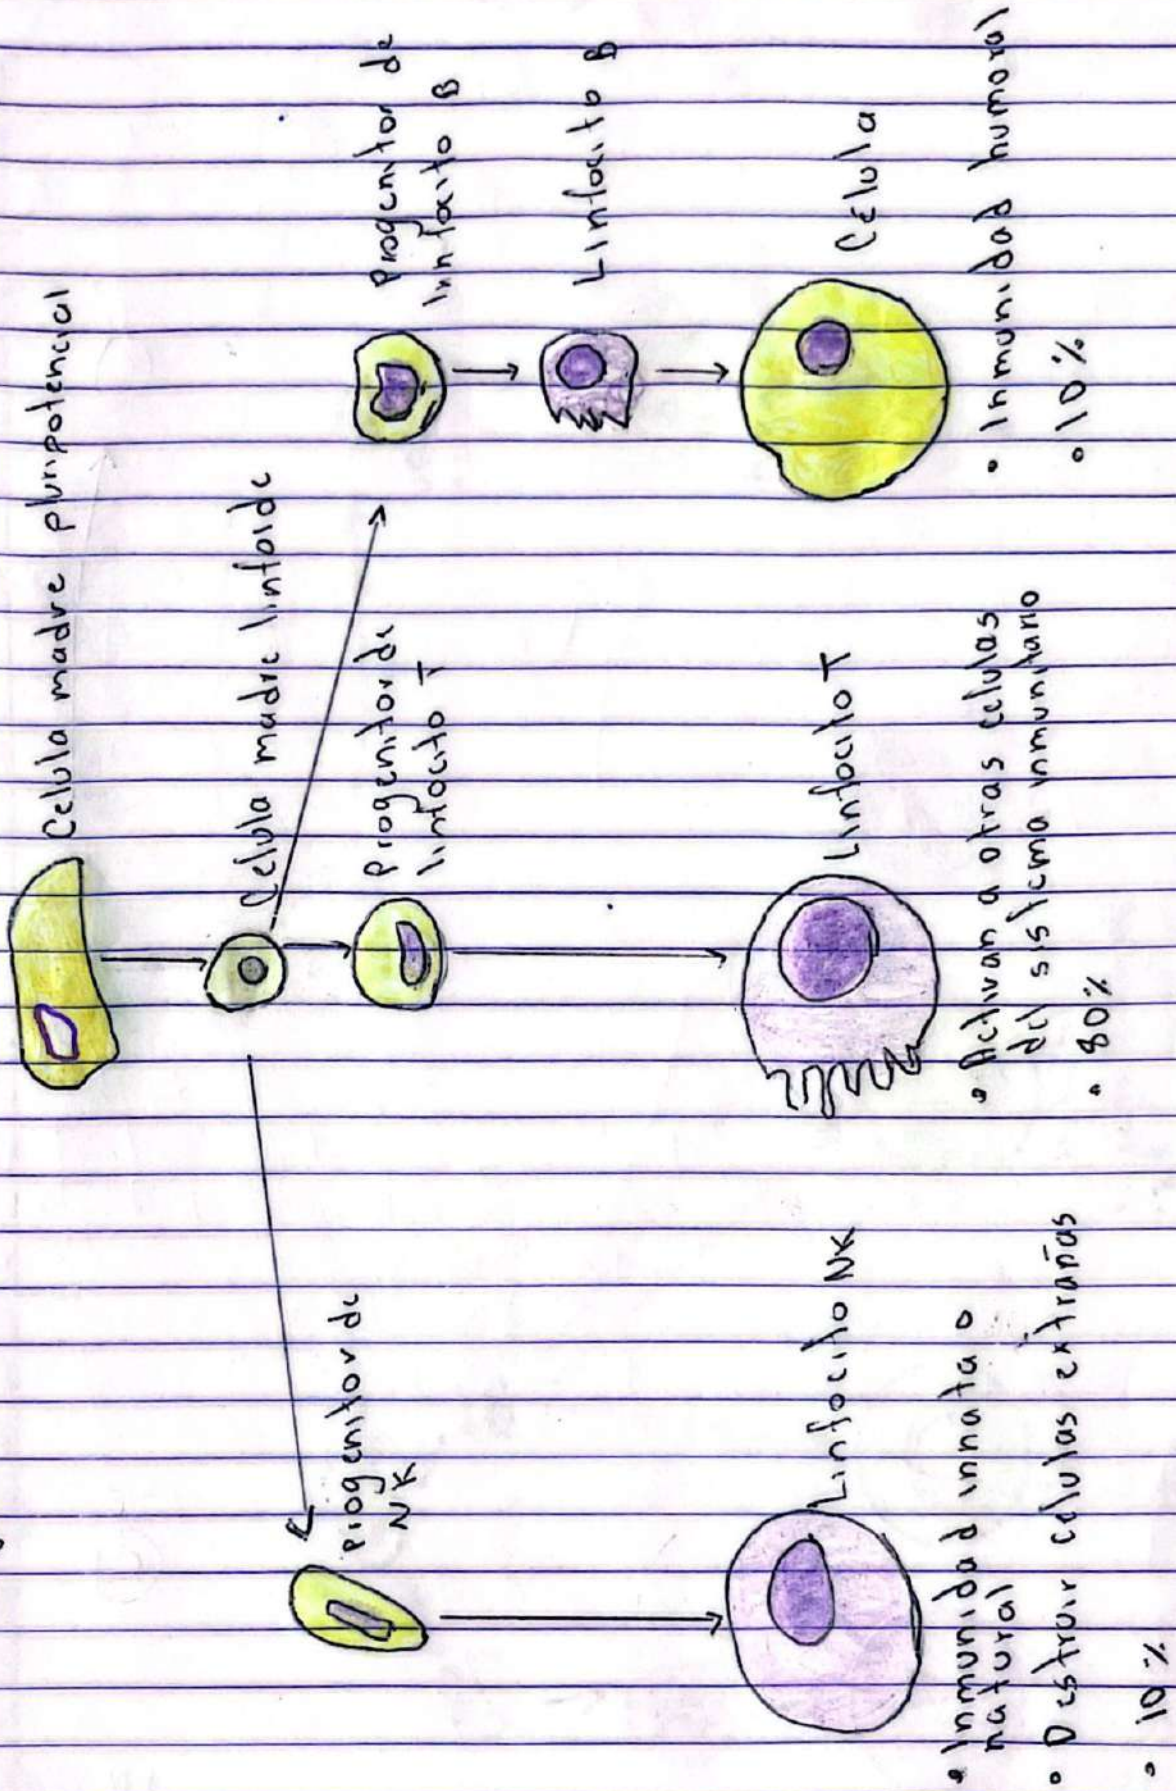 Celula madre pluripotencial
Celula madre linfoide
Progenitor de
NK
Progenitor de
linfocito T
Progenitor de
linfocito B
Linfocito B
Linfocito NK
Linfocito T
Célula
• Inmunidad innata o
natural
• Destruir celulas extrañas
• 10%
• Activan a otras celulas
del sistema inmunitario
• 80%
• Inmunidad humoral
• 10%